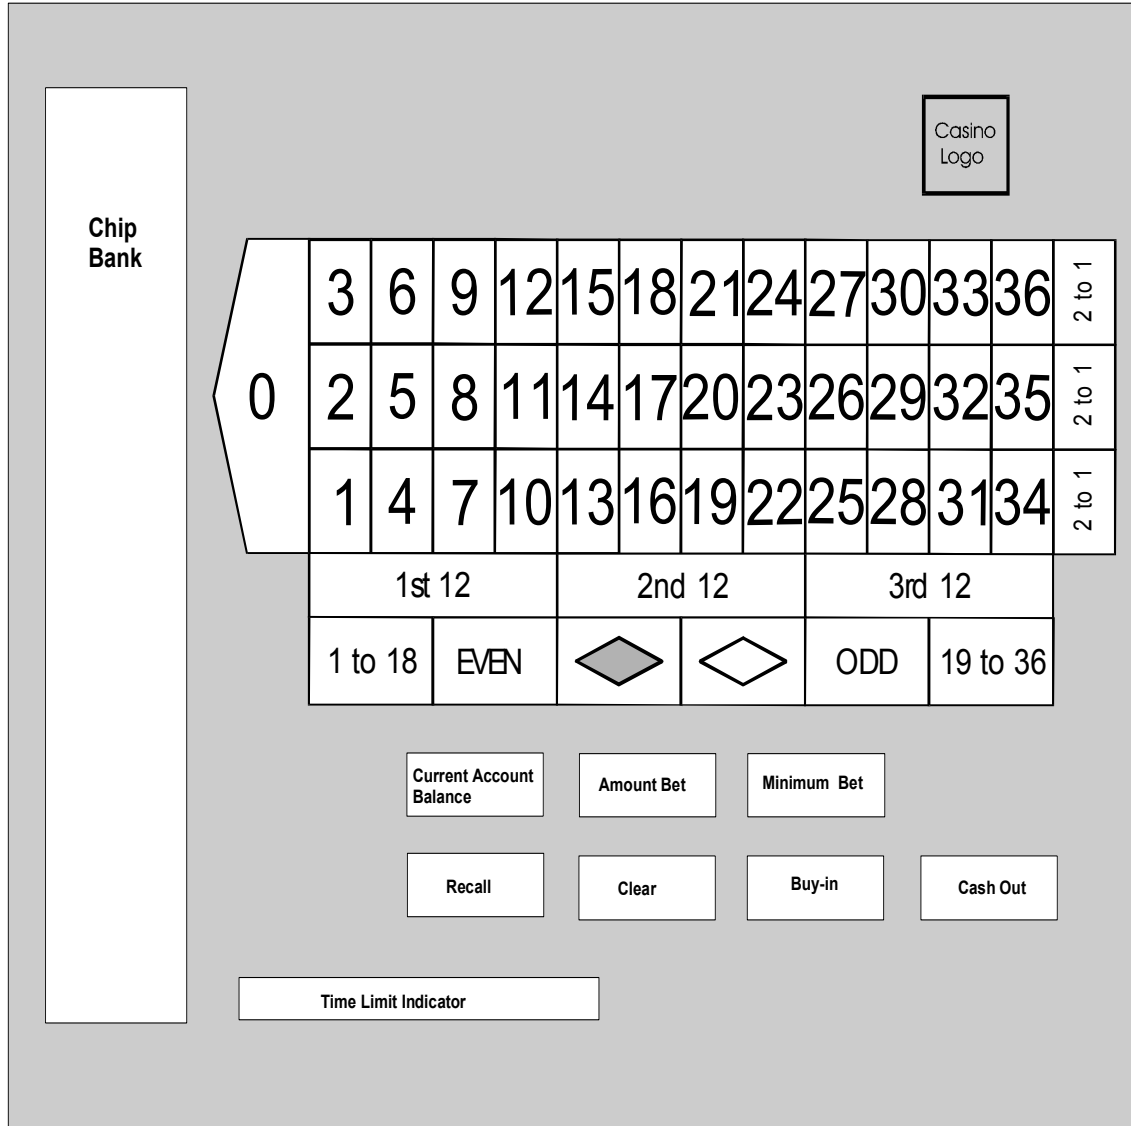 Casino
Logo
Chip
Bank
3 6 9 12 15 18 21 24 27 30 33 36 2 to 1
0 2 5 8 11 14 17 20 23 26 29 32 35 2 to 1
1 4 7 10 13 16 19 22 25 28 31 34 2 to 1
1st 12 2nd 12 3rd 12
1 to 18 EVEN ODD 19 to 36
Current Account
Balance
Amount Bet
Minimum Bet
Recall
Clear
Buy-in
Cash Out
Time Limit Indicator